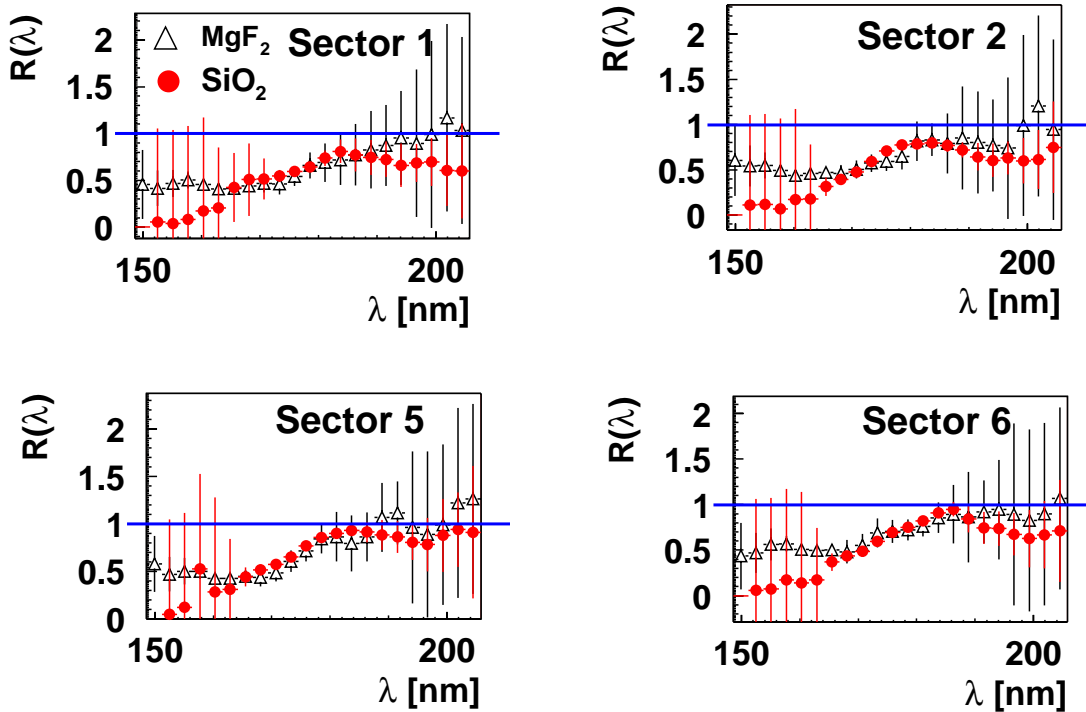 R(λ)
2
1.5
1
0.5
0
MgF₂
SiO₂
Sector 1
150
200
λ [nm]
R(λ)
2
1.5
1
0.5
0
Sector 2
150
200
λ [nm]
R(λ)
2
1.5
1
0.5
0
Sector 5
150
200
λ [nm]
R(λ)
2
1.5
1
0.5
0
Sector 6
150
200
λ [nm]